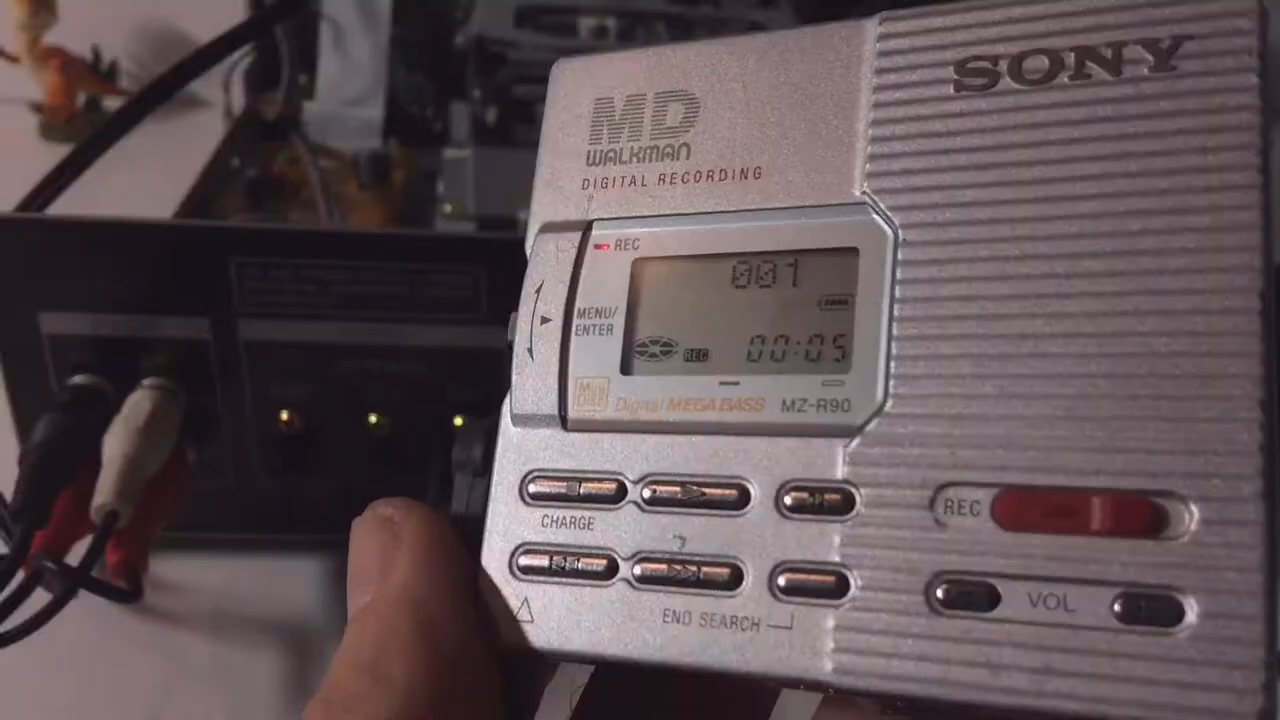 SONY
MD
WALKMAN
DIGITAL RECORDING
REC
001
MENU/
ENTER
REC
00:05
Mini
Digital MEGA BASS
MZ-R90
CHARGE
REC
VOL
END SEARCH